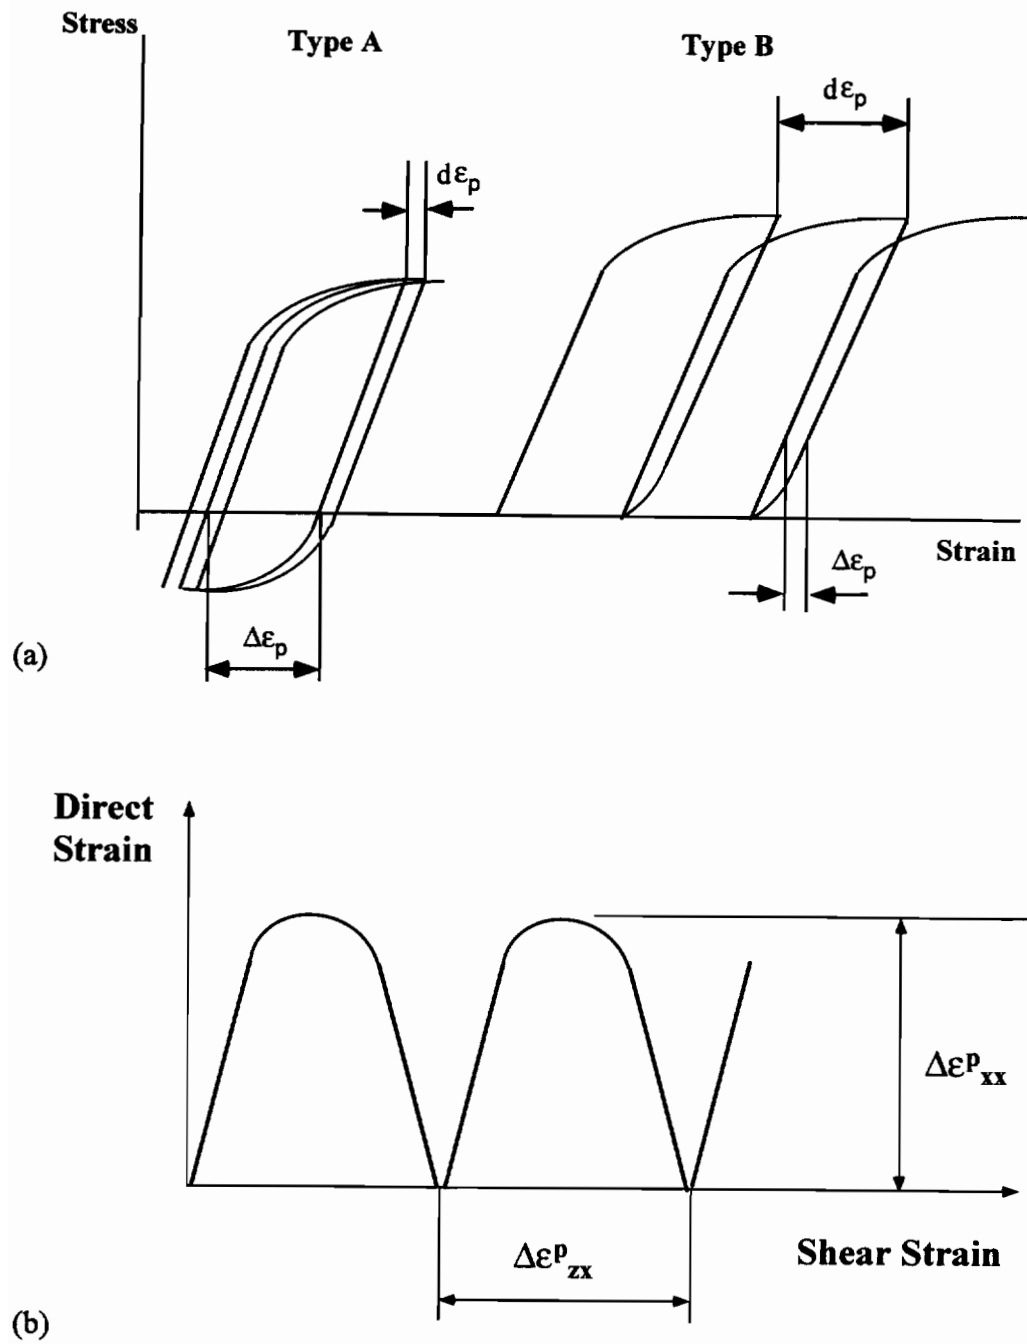 Stress
Type A
Type B
dεp
dεp
Strain
Δεp
Δεp
(a)
Direct
Strain
Δεᵖxx
Δεᵖzx
Shear Strain
(b)